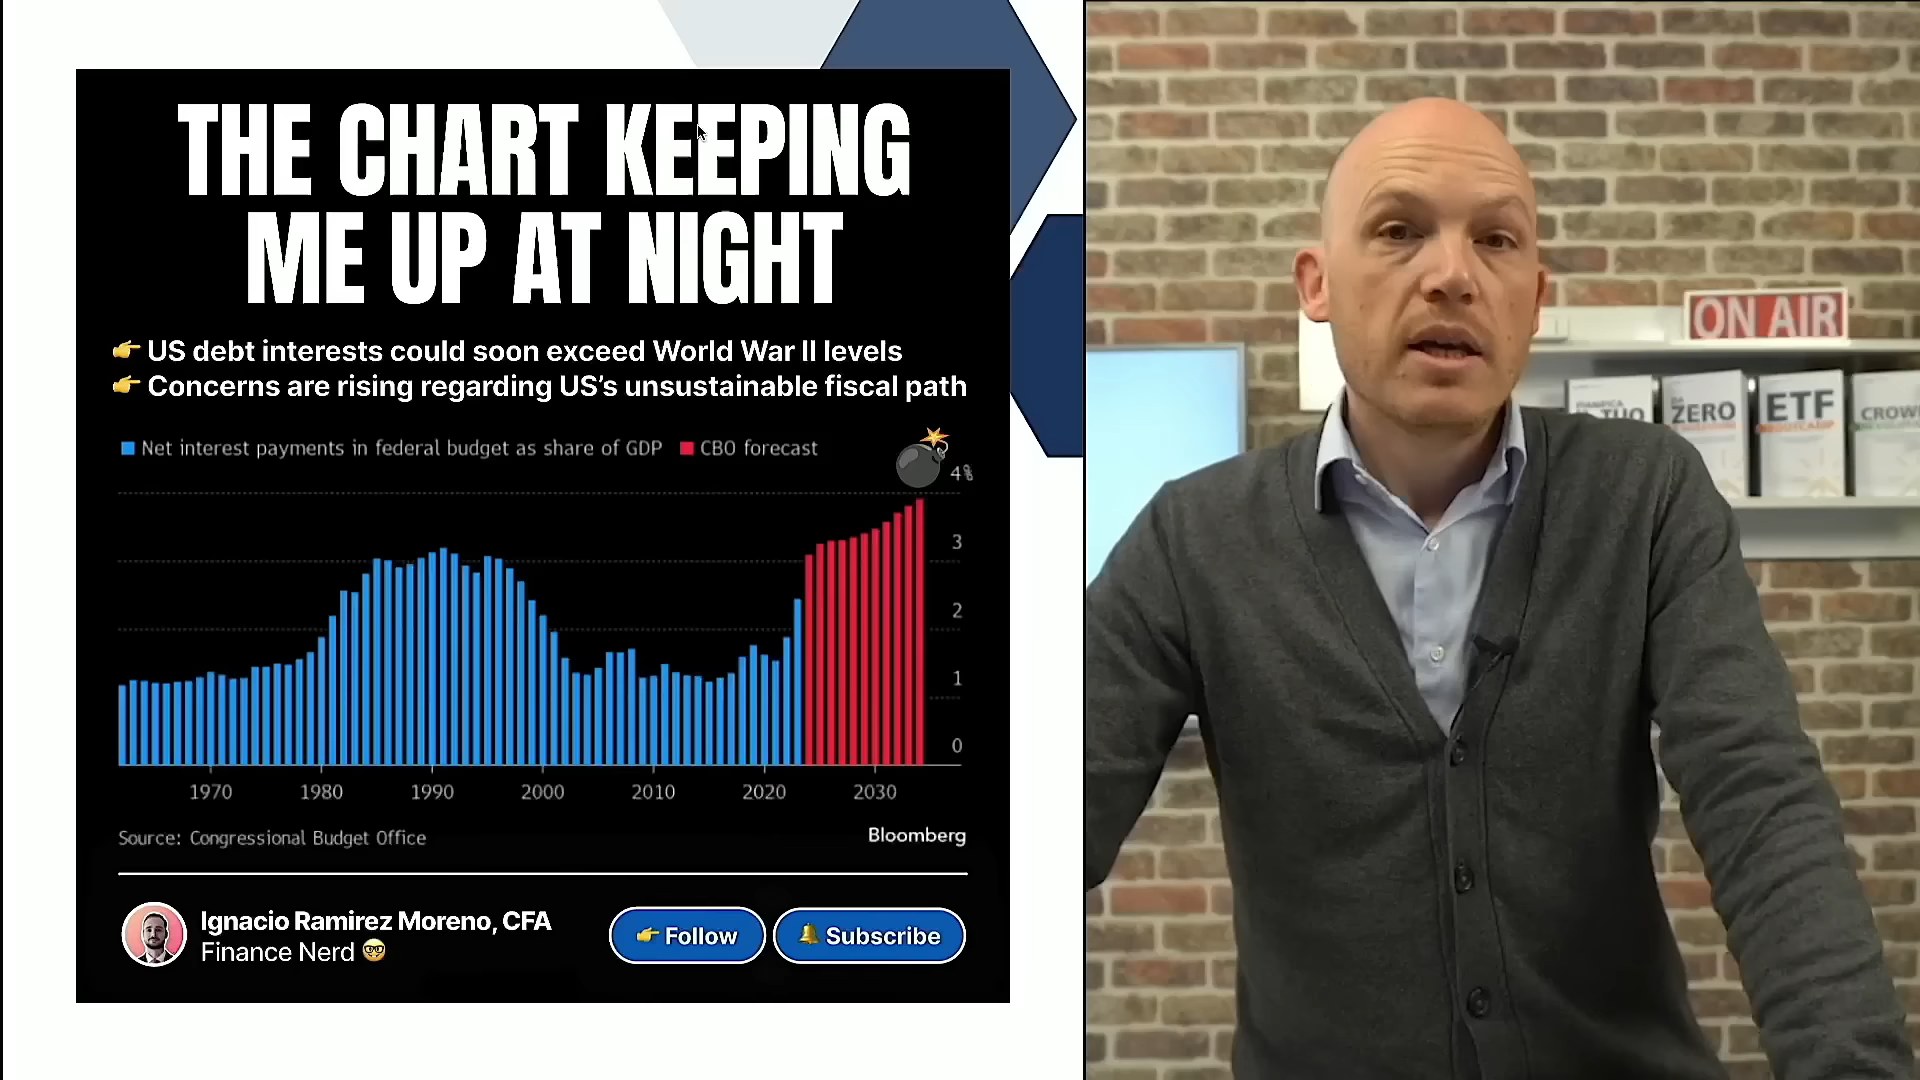 THE CHART KEEPING
ME UP AT NIGHT
👉 US debt interests could soon exceed World War II levels
👉 Concerns are rising regarding US’s unsustainable fiscal path
Net interest payments in federal budget as share of GDP CBO forecast
4%
3
2
1
0
1970 1980 1990 2000 2010 2020 2030
Source: Congressional Budget Office
Bloomberg
Ignacio Ramirez Moreno, CFA
Finance Nerd 🤓
👉 Follow
🔔 Subscribe
ON AIR
TUO
DA
ZERO
ETF
CROW